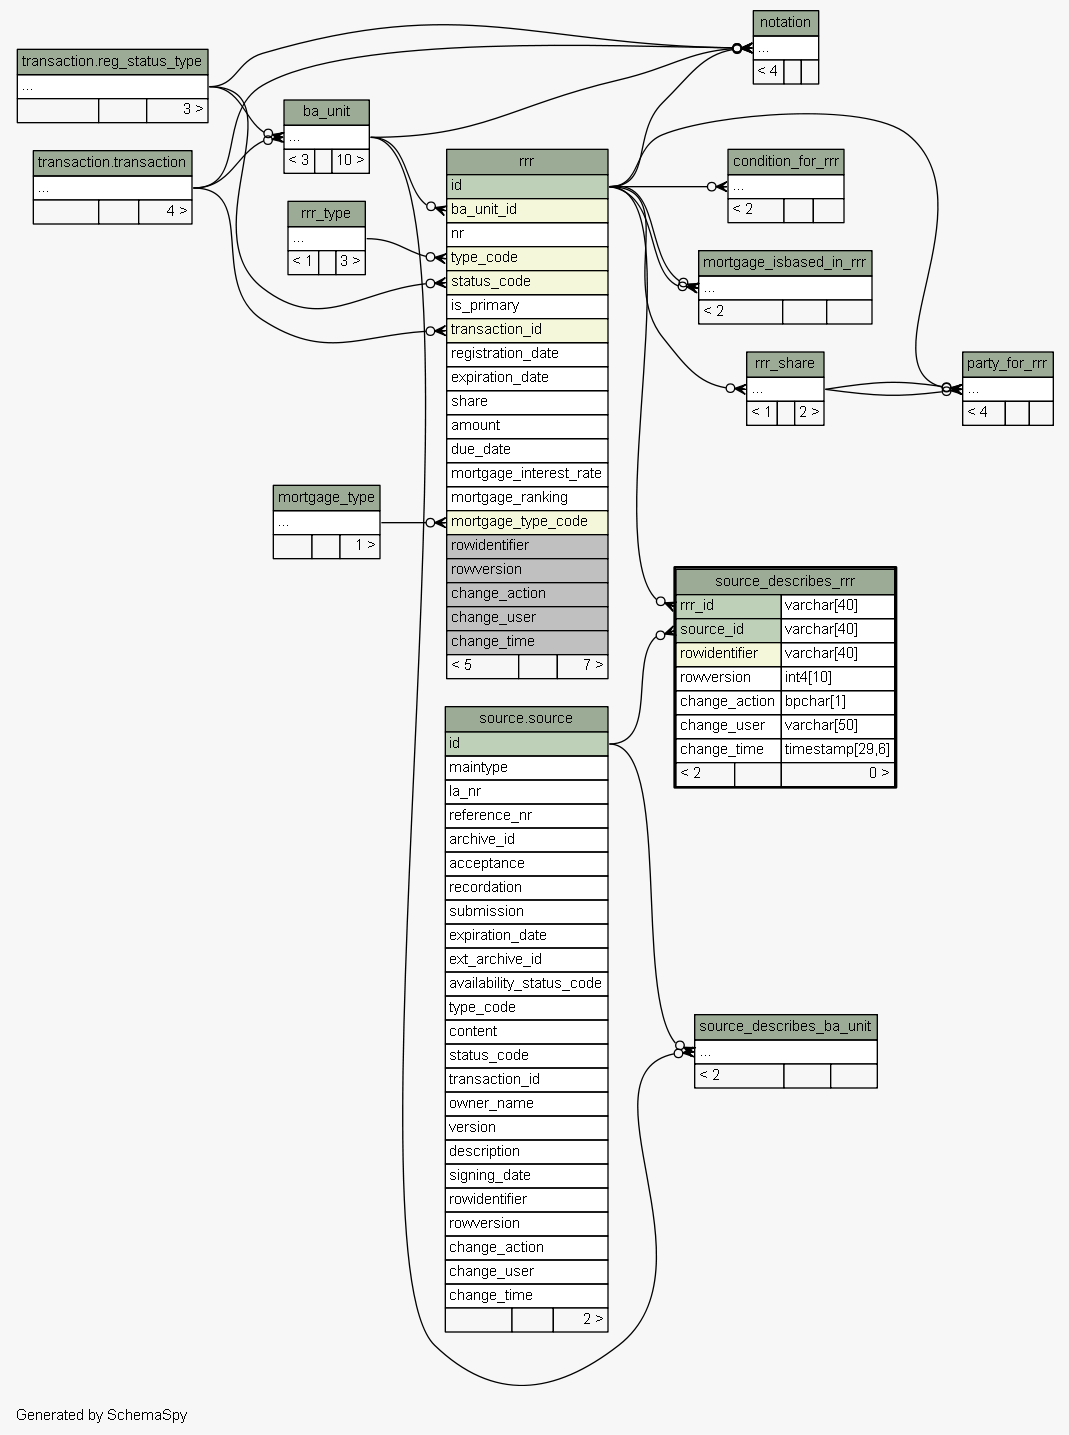 notation
...
< 4
transaction.reg_status_type
...
3 >
ba_unit
...
< 3 10 >
transaction.transaction
...
4 >
rrr_type
...
< 1 3 >
rrr
id
ba_unit_id
nr
type_code
status_code
is_primary
transaction_id
registration_date
expiration_date
share
amount
due_date
mortgage_interest_rate
mortgage_ranking
mortgage_type_code
rowidentifier
rowversion
change_action
change_user
change_time
< 5 7 >
condition_for_rrr
...
< 2
mortgage_isbased_in_rrr
...
< 2
rrr_share
...
< 1 2 >
party_for_rrr
...
< 4
mortgage_type
...
1 >
source_describes_rrr
rrr_id varchar[40]
source_id varchar[40]
rowidentifier varchar[40]
rowversion int4[10]
change_action bpchar[1]
change_user varchar[50]
change_time timestamp[29,6]
< 2 0 >
source.source
id
maintype
la_nr
reference_nr
archive_id
acceptance
recordation
submission
expiration_date
ext_archive_id
availability_status_code
type_code
content
status_code
transaction_id
owner_name
version
description
signing_date
rowidentifier
rowversion
change_action
change_user
change_time
2 >
source_describes_ba_unit
...
< 2
Generated by SchemaSpy